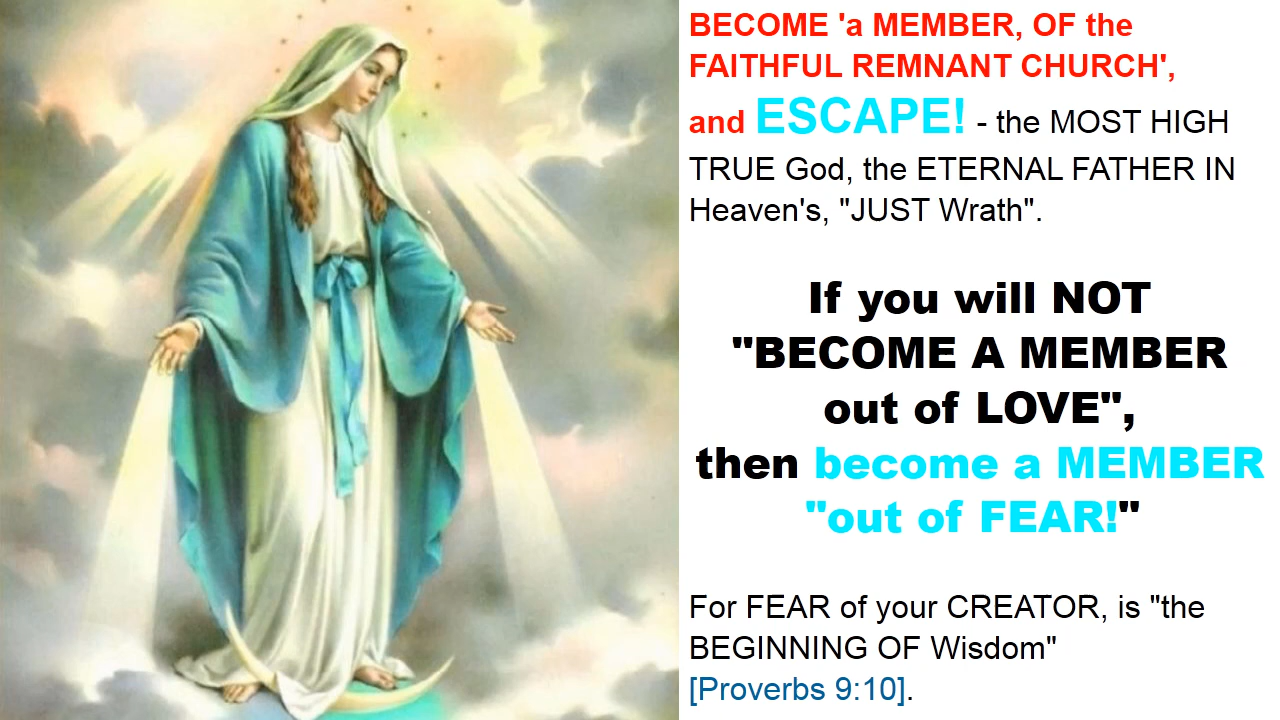 BECOME 'a MEMBER, OF the
FAITHFUL REMNANT CHURCH',
and ESCAPE! - the MOST HIGH
TRUE God, the ETERNAL FATHER IN
Heaven's, "JUST Wrath".
If you will NOT
"BECOME A MEMBER
out of LOVE",
then become a MEMBER
"out of FEAR!"
For FEAR of your CREATOR, is "the
BEGINNING OF Wisdom"
[Proverbs 9:10].